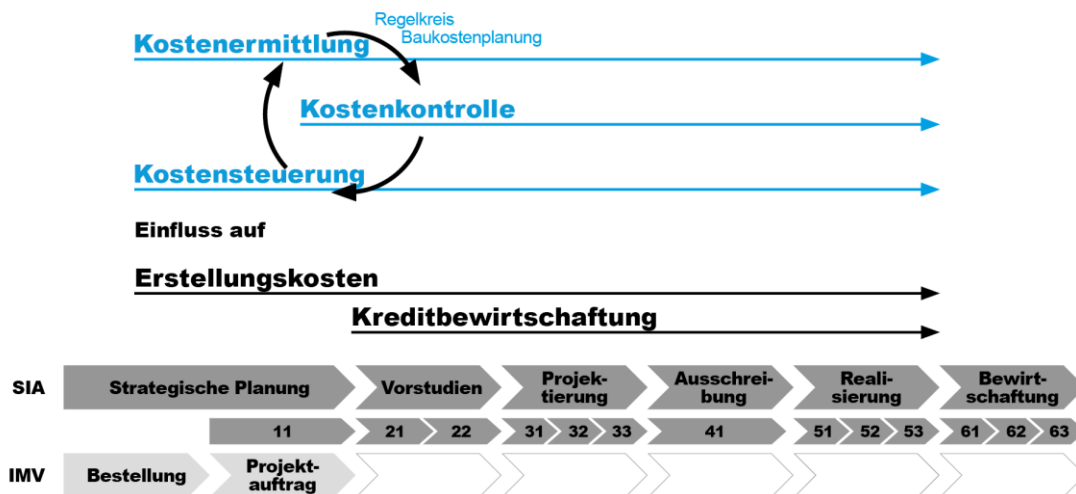 Regelkreis
Baukostenplanung
Kostenermittlung
Kostenkontrolle
Kostensteuerung
Einfluss auf
Erstellungskosten
Kreditbewirtschaftung
SIA
Strategische Planung
Vorstudien
Projek-
tierung
Ausschrei-
bung
Reali-
sierung
Bewirt-
schaftung
11
21
22
31
32
33
41
51
52
53
61
62
63
IMV
Bestellung
Projekt-
auftrag